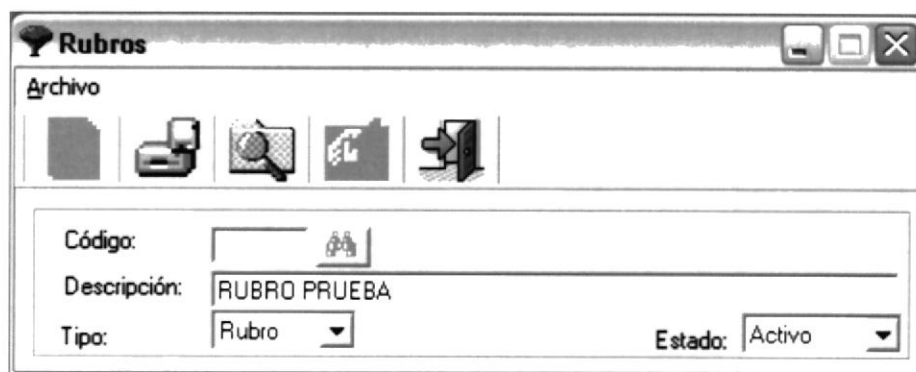 Rubros
Archivo
Código:
Descripción: RUBRO PRUEBA
Tipo: Rubro Estado: Activo